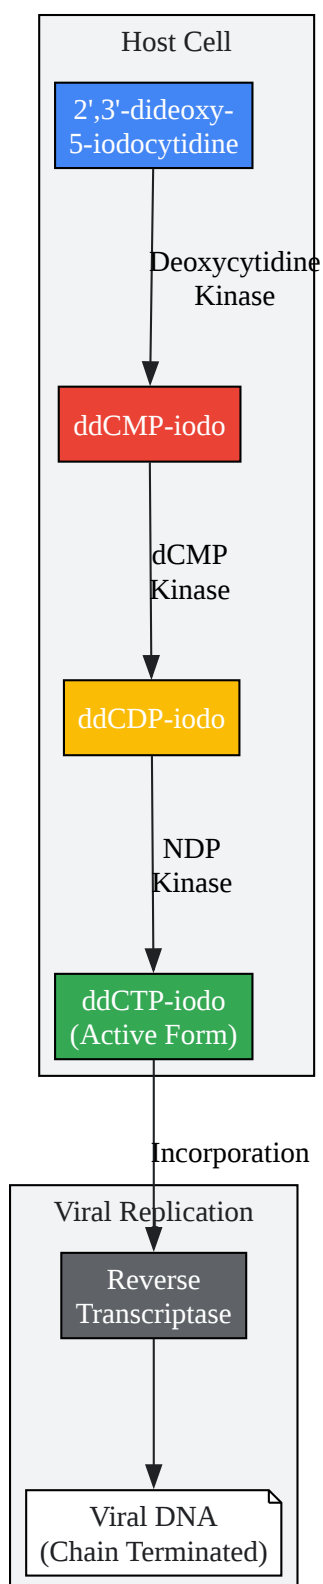 Host Cell
2',3'-dideoxy-
5-iodocytidine
Deoxycytidine
Kinase
ddCMP-iodo
dCMP
Kinase
ddCDP-iodo
NDP
Kinase
ddCTP-iodo
(Active Form)
Incorporation
Viral Replication
Reverse
Transcriptase
Viral DNA
(Chain Terminated)